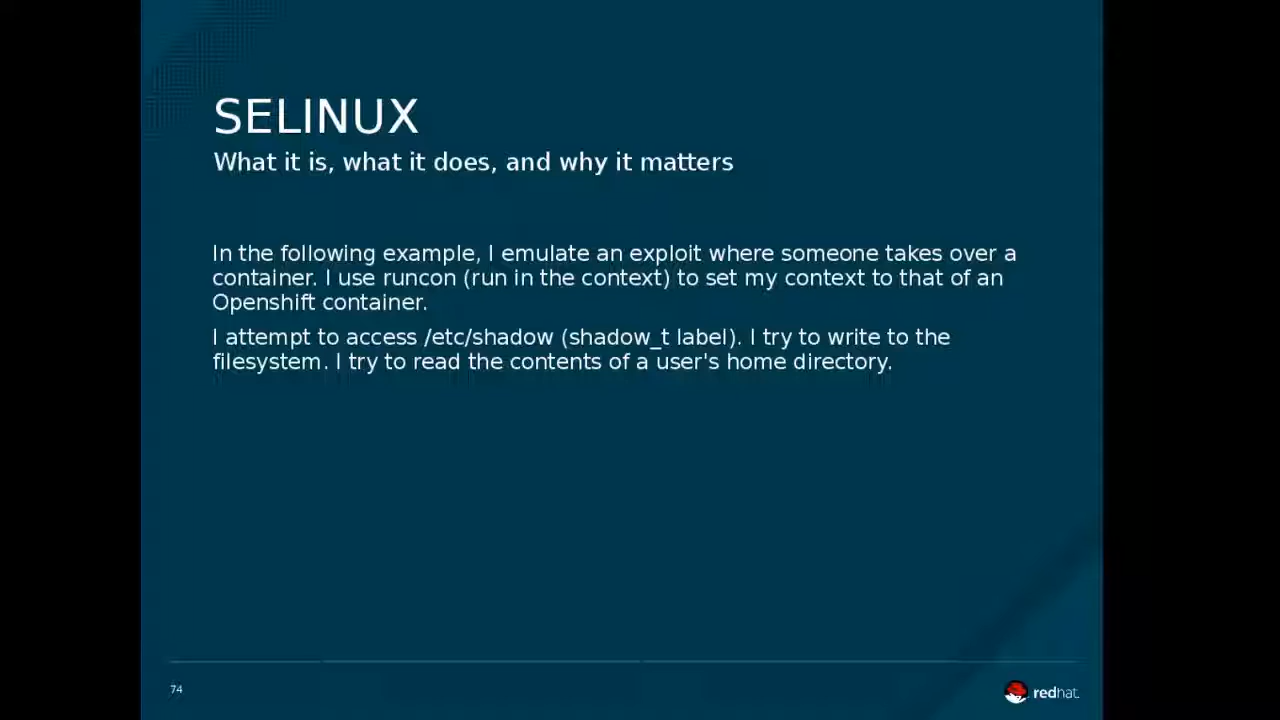 SELINUX
What it is, what it does, and why it matters
In the following example, I emulate an exploit where someone takes over a
container. I use runcon (run in the context) to set my context to that of an
Openshift container.
I attempt to access /etc/shadow (shadow_t label). I try to write to the
filesystem. I try to read the contents of a user's home directory.
74
redhat.